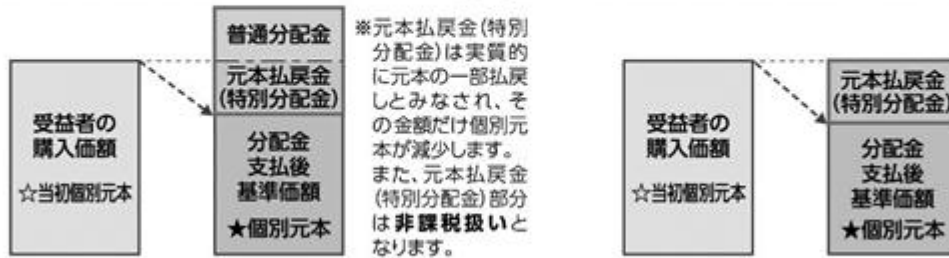 受益者の
購入価額
☆当初個別元本
普通分配金
元本払戻金
(特別分配金)
分配金
支払後
基準価額
★個別元本
※元本払戻金(特別
分配金)は実質的
に元本の一部払戻
しとみなされ、そ
の金額だけ個別元
本が減少します。
また、元本払戻金
(特別分配金)部分
は非課税扱いと
なります。
受益者の
購入価額
☆当初個別元本
元本払戻金
(特別分配金)
分配金
支払後
基準価額
★個別元本